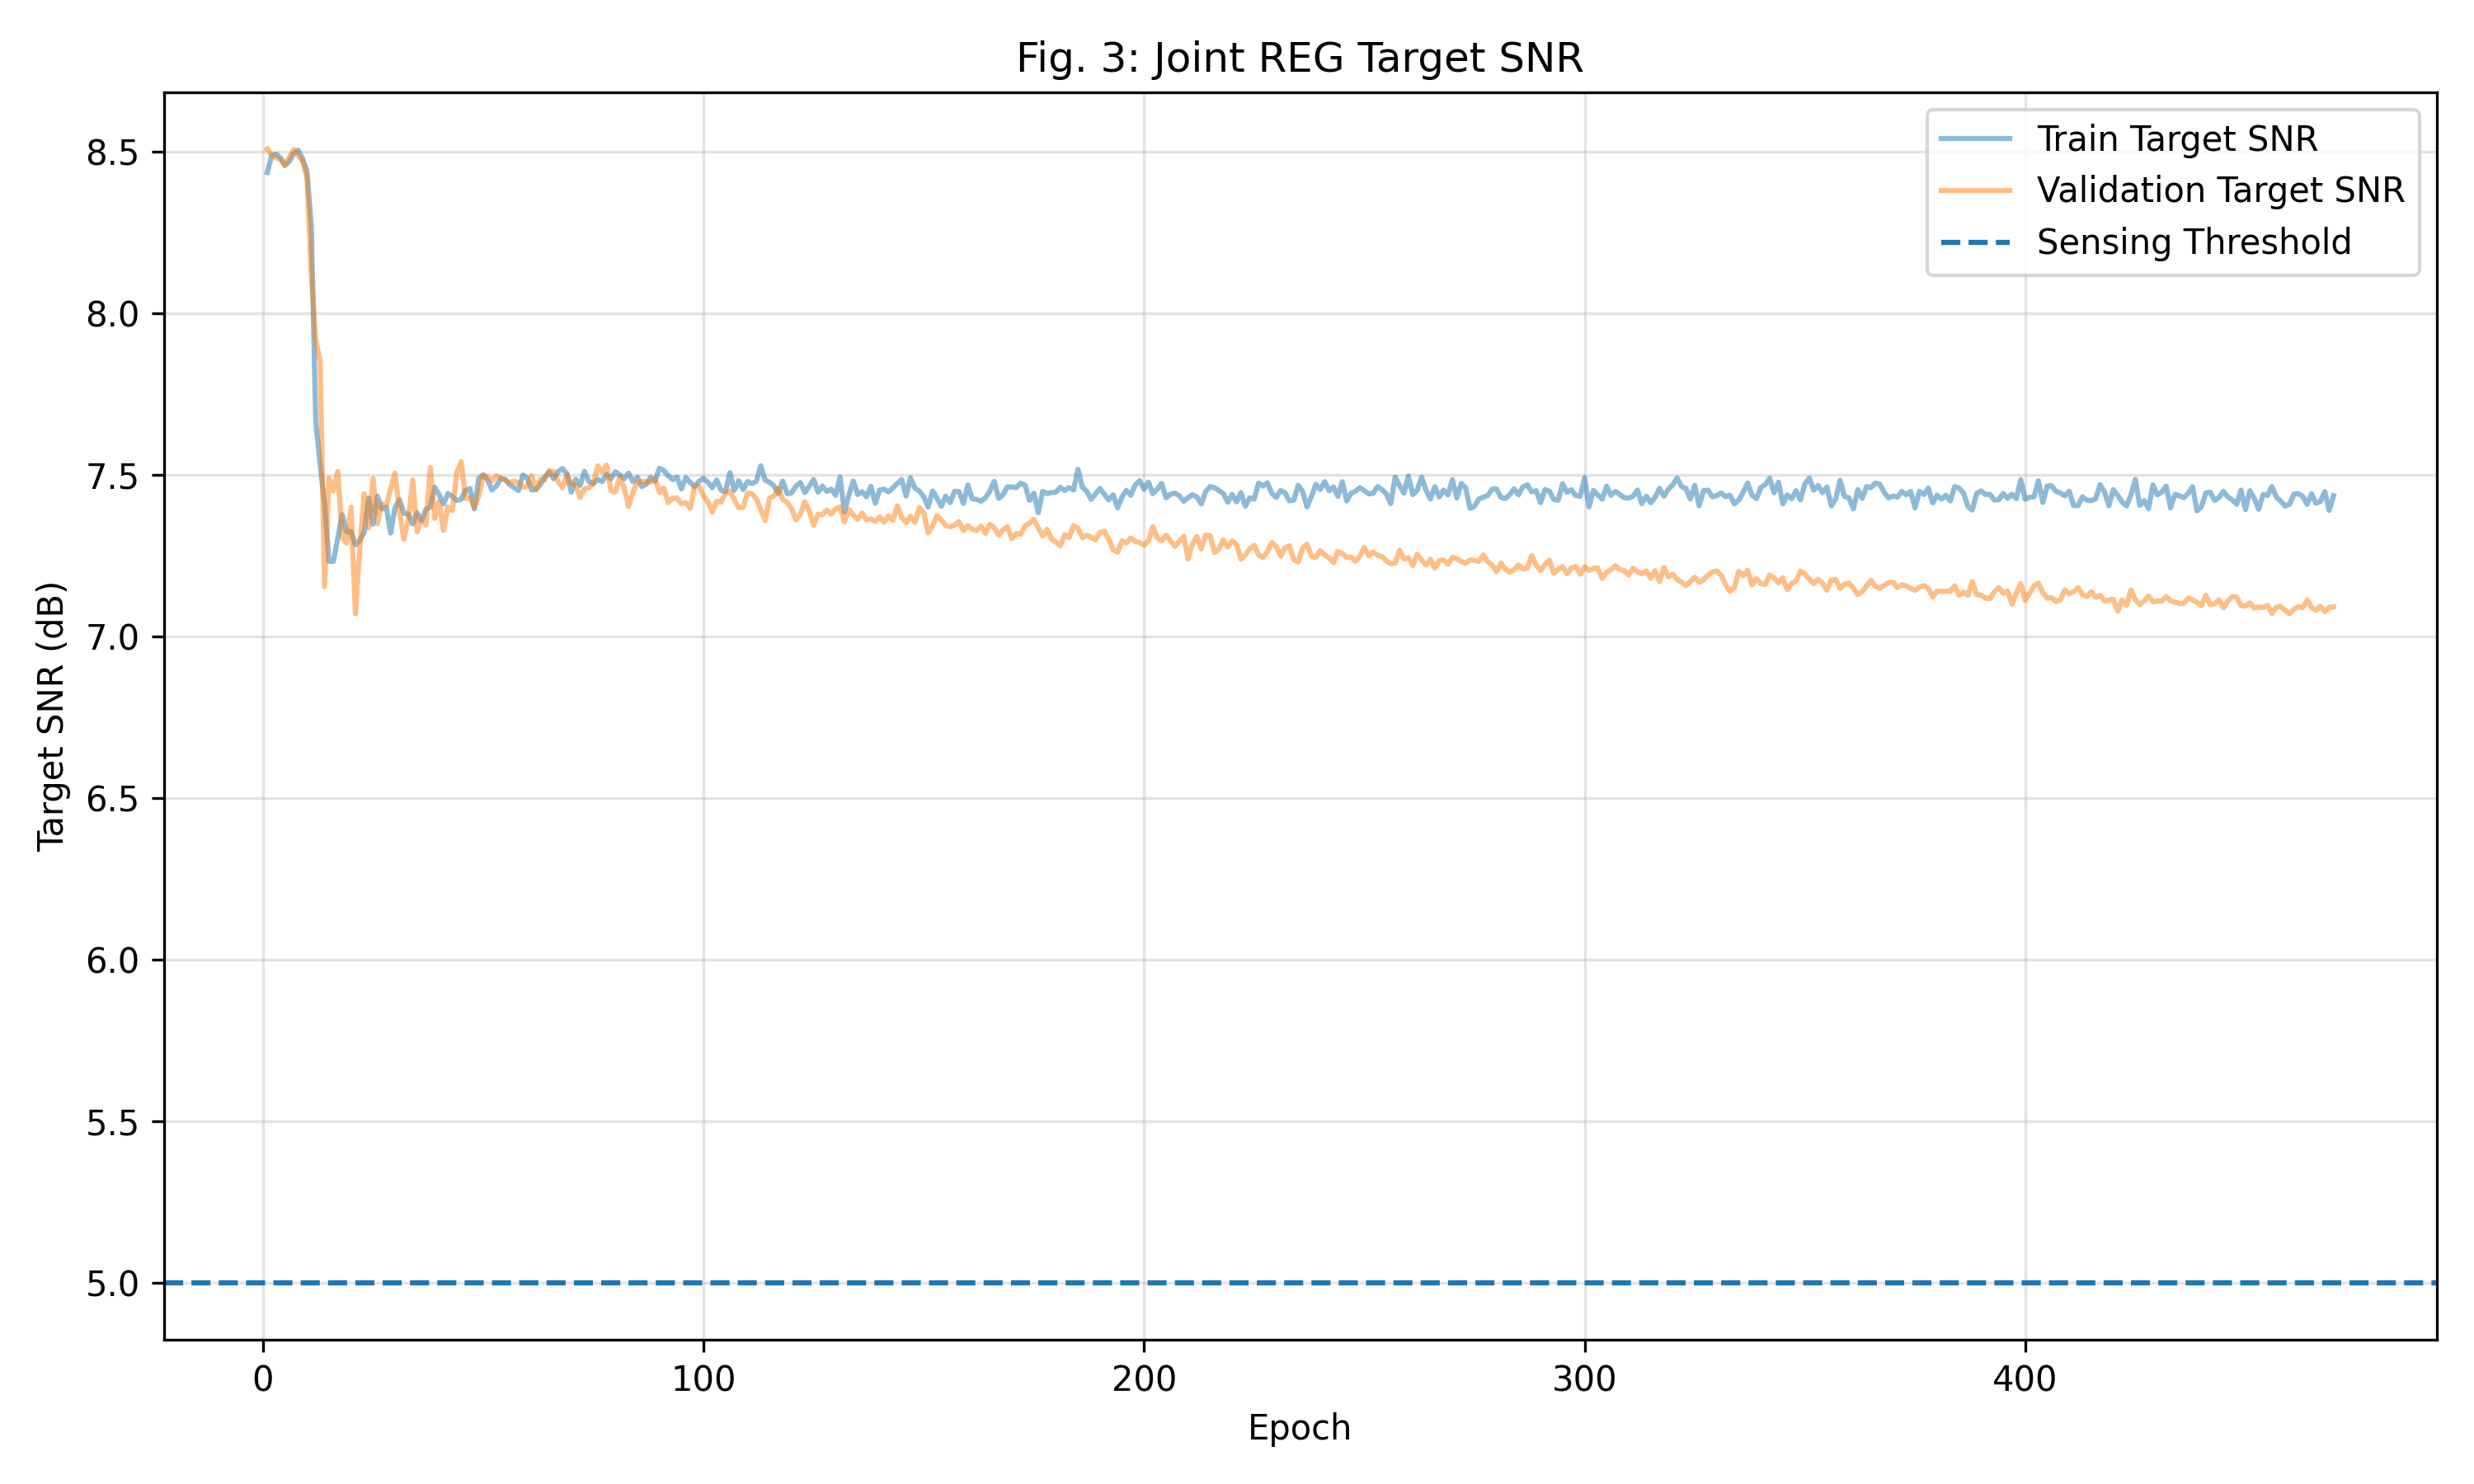 Fig. 3: Joint REG Target SNR
Train Target SNR
Validation Target SNR
Sensing Threshold
Target SNR (dB)
8.5
8.0
7.5
7.0
6.5
6.0
5.5
5.0
0
100
200
300
400
Epoch